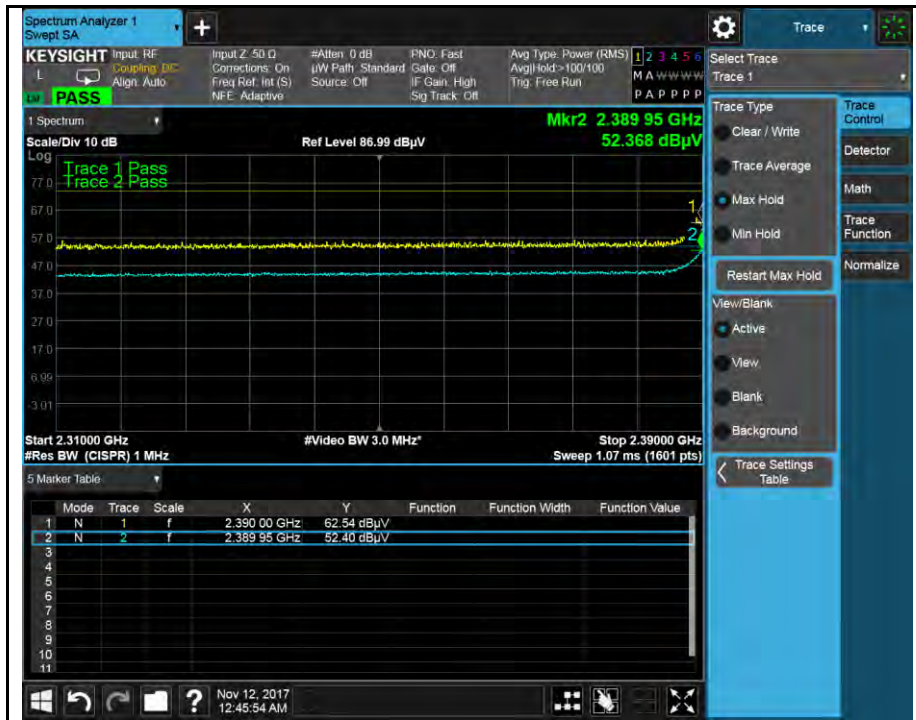 Spectrum Analyzer 1
Swept SA
+
Trace
KEYSIGHT Input: RF
Coupling: DC
Align: Auto
L
Input Z: 50 Ω
Corrections: On
Freq Ref: Int (S)
NFE: Adaptive
#Atten: 0 dB
µW Path: Standard
Source: Off
PNO: Fast
Gate: Off
IF Gain: High
Sig Track: Off
Avg Type: Power (RMS)
Avg|Hold:>100/100
Trig: Free Run
1 2 3 4 5 6
M A W W W W
P A P P P P
PASS
Select Trace
Trace 1
1 Spectrum
Mkr2 2.389 95 GHz
52.368 dBµV
Scale/Div 10 dB
Ref Level 86.99 dBµV
Log
Trace 1 Pass
Trace 2 Pass
77.0
67.0
57.0
47.0
37.0
27.0
17.0
6.99
-3.01
1
2
Start 2.31000 GHz
#Video BW 3.0 MHz*
Stop 2.39000 GHz
#Res BW (CISPR) 1 MHz
Sweep 1.07 ms (1601 pts)
Trace Type
Clear / Write
Trace Average
Max Hold
Min Hold
Restart Max Hold
View/Blank
Active
View
Blank
Background
Trace Settings
Table
Trace
Control
Detector
Math
Trace
Function
Normalize
5 Marker Table
Mode Trace Scale X Y Function Function Width Function Value
1 N 1 f 2.390 00 GHz 62.54 dBµV
2 N 2 f 2.389 95 GHz 52.40 dBµV
3
4
5
6
7
8
9
10
11
?
Nov 12, 2017
12:45:54 AM